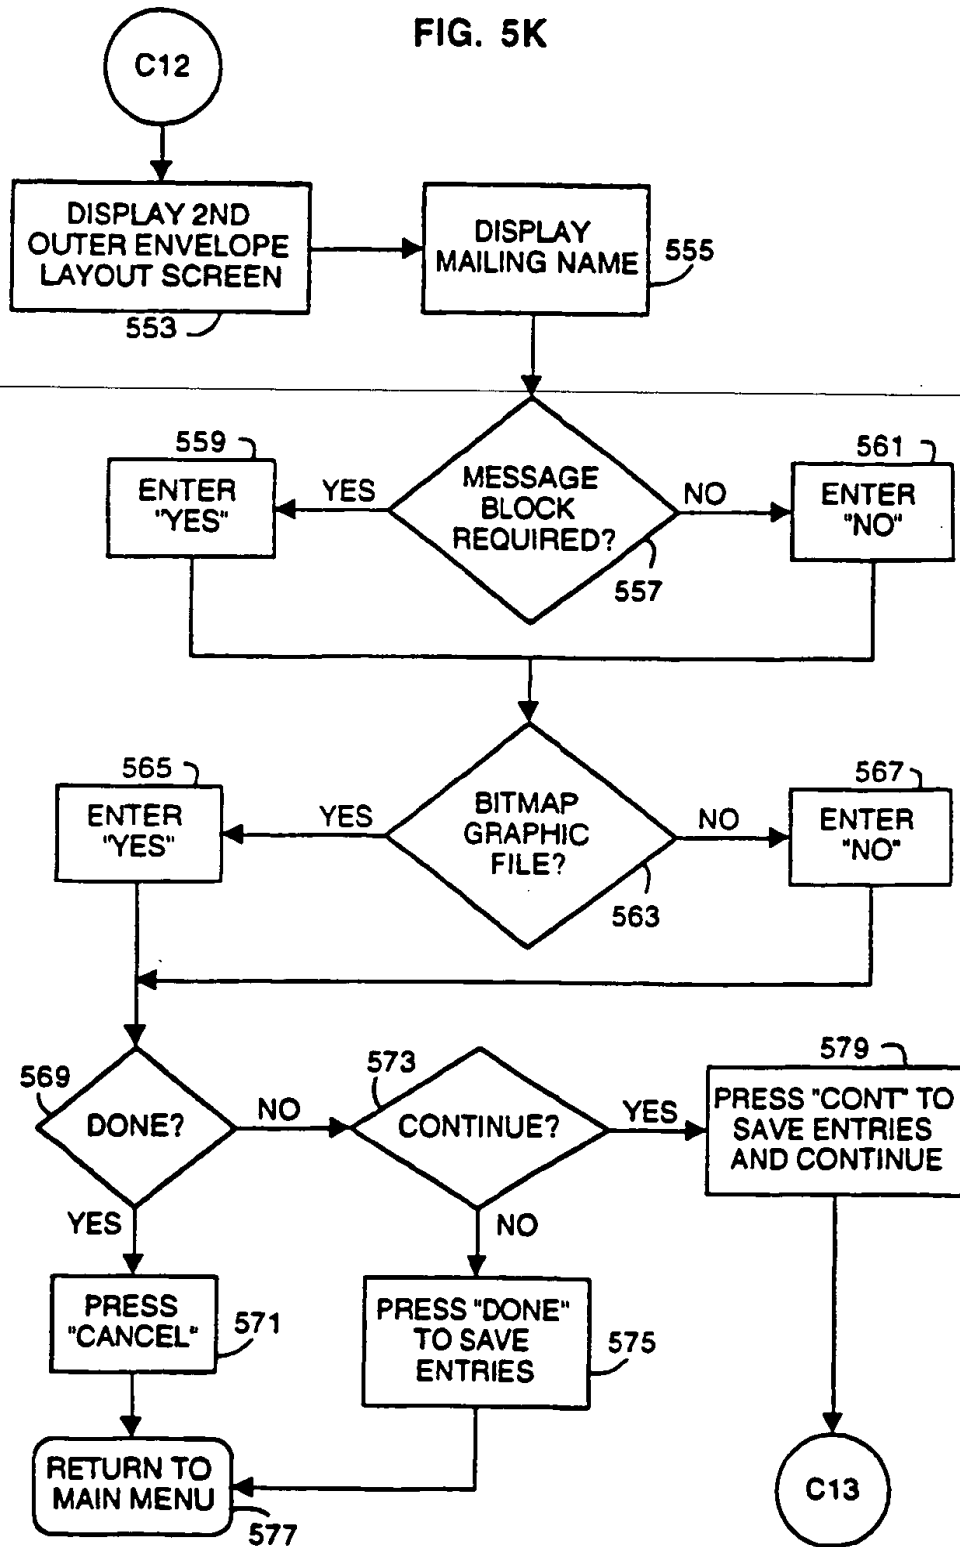 FIG. 5K
C12
DISPLAY 2ND
OUTER ENVELOPE
LAYOUT SCREEN
553
DISPLAY
MAILING NAME
555
559
ENTER
"YES"
YES
MESSAGE
BLOCK
REQUIRED?
557
NO
561
ENTER
"NO"
565
ENTER
"YES"
YES
BITMAP
GRAPHIC
FILE?
563
NO
567
ENTER
"NO"
569
DONE?
NO
573
CONTINUE?
YES
579
PRESS "CONT" TO
SAVE ENTRIES
AND CONTINUE
YES
NO
PRESS
"CANCEL"
571
PRESS "DONE"
TO SAVE
ENTRIES
575
RETURN TO
MAIN MENU
577
C13